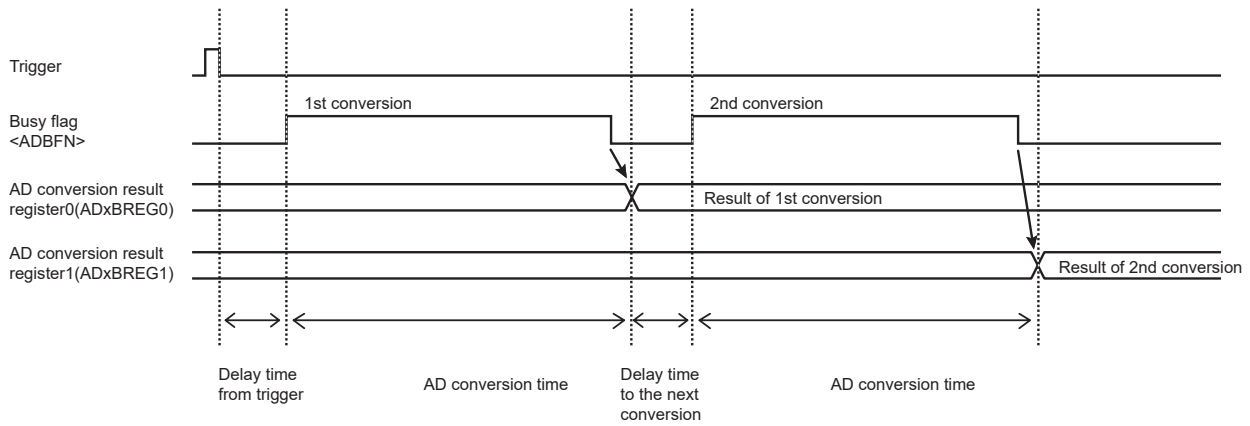 Trigger
1st conversion
2nd conversion
Busy flag
<ADBFN>
AD conversion result
register0(ADxBREG0)
Result of 1st conversion
AD conversion result
register1(ADxBREG1)
Result of 2nd conversion
Delay time
from trigger
AD conversion time
Delay time
to the next
conversion
AD conversion time